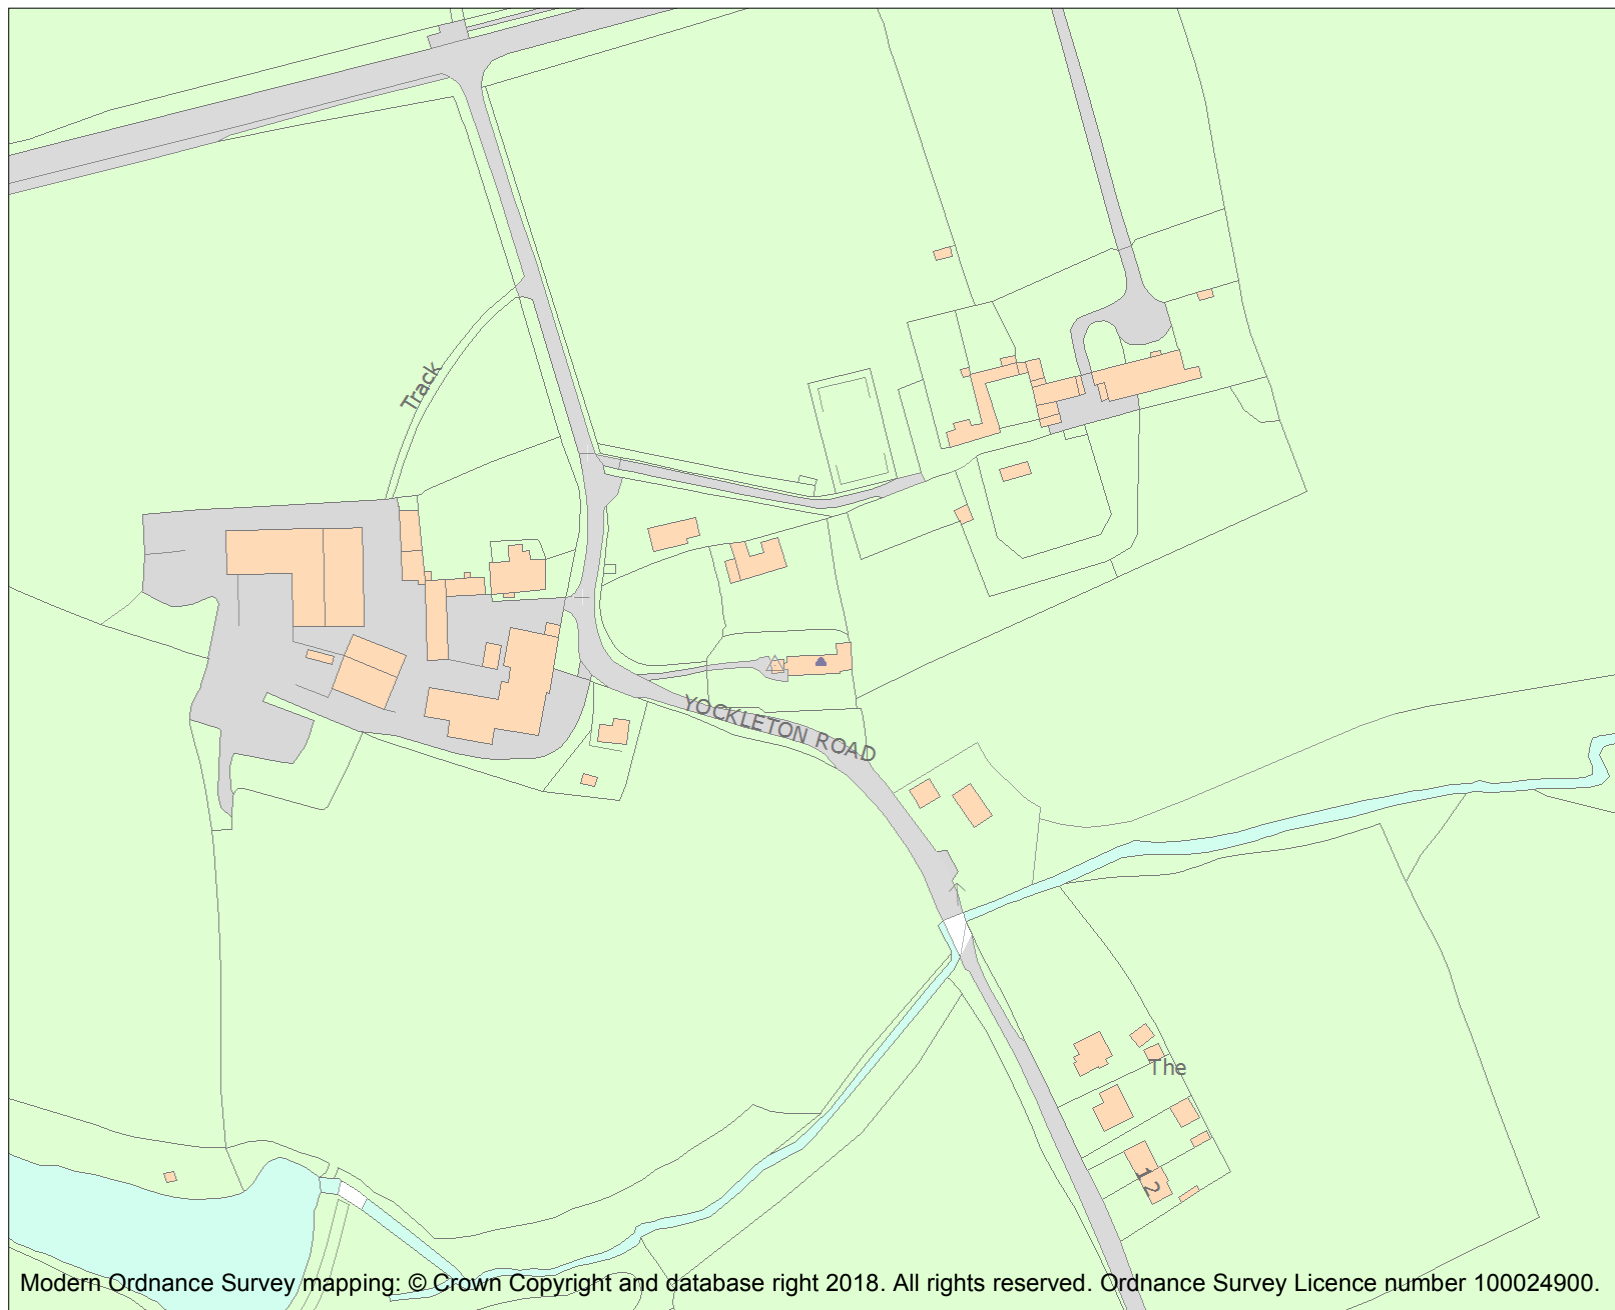 Track
YOCKLETON ROAD
The
12
Modern Ordnance Survey mapping: © Crown Copyright and database right 2018. All rights reserved. Ordnance Survey Licence number 100024900.